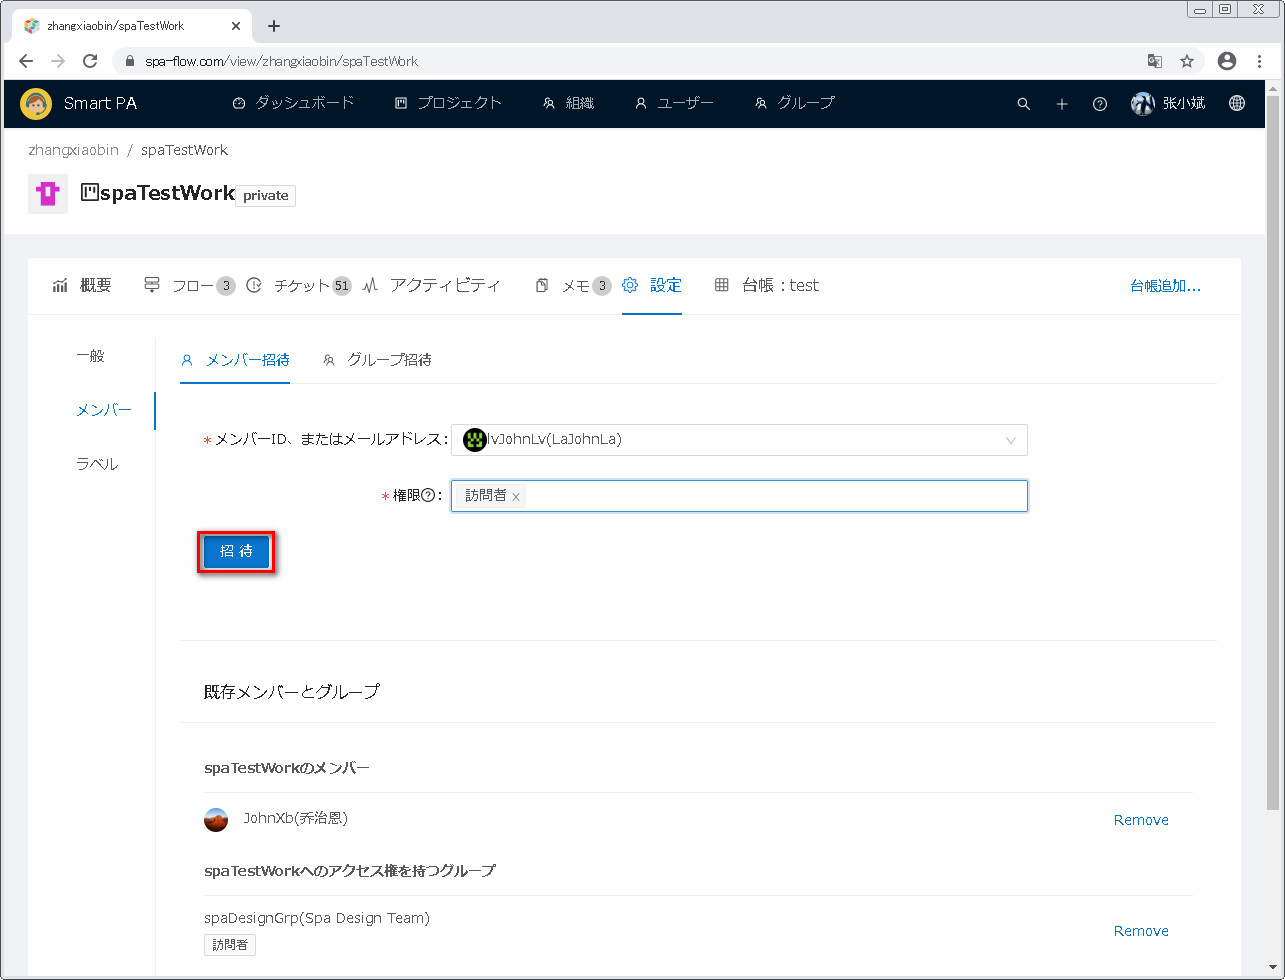 zhangxiaobin/spaTestWork
spa-flow.com/view/zhangxiaobin/spaTestWork
Smart PA ダッシュボード プロジェクト 組織 ユーザー グループ 张小斌
zhangxiaobin / spaTestWork
spaTestWork private
概要 フロー 3 チケット 51 アクティビティ メモ 3 設定 台帳：test 台帳追加...
一般
メンバー
ラベル
メンバー招待 グループ招待
* メンバーID、またはメールアドレス: lvJohnLv(LaJohnLa)
* 権限?: 訪問者 ×
招 待
既存メンバーとグループ
spaTestWorkのメンバー
JohnXb(乔治恩) Remove
spaTestWorkへのアクセス権を持つグループ
spaDesignGrp(Spa Design Team)
訪問者
Remove